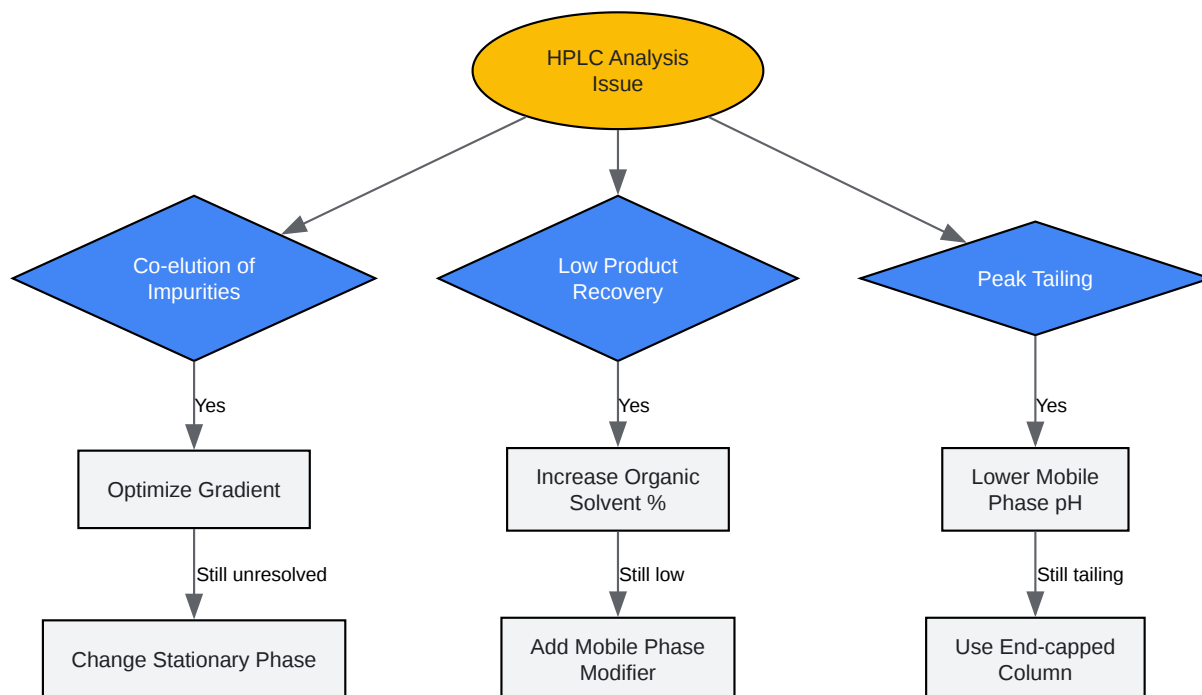 HPLC Analysis
Issue
Co-elution of
Impurities
Low Product
Recovery
Peak Tailing
Yes
Yes
Yes
Optimize Gradient
Increase Organic
Solvent %
Lower Mobile
Phase pH
Still unresolved
Still low
Still tailing
Change Stationary Phase
Add Mobile Phase
Modifier
Use End-capped
Column